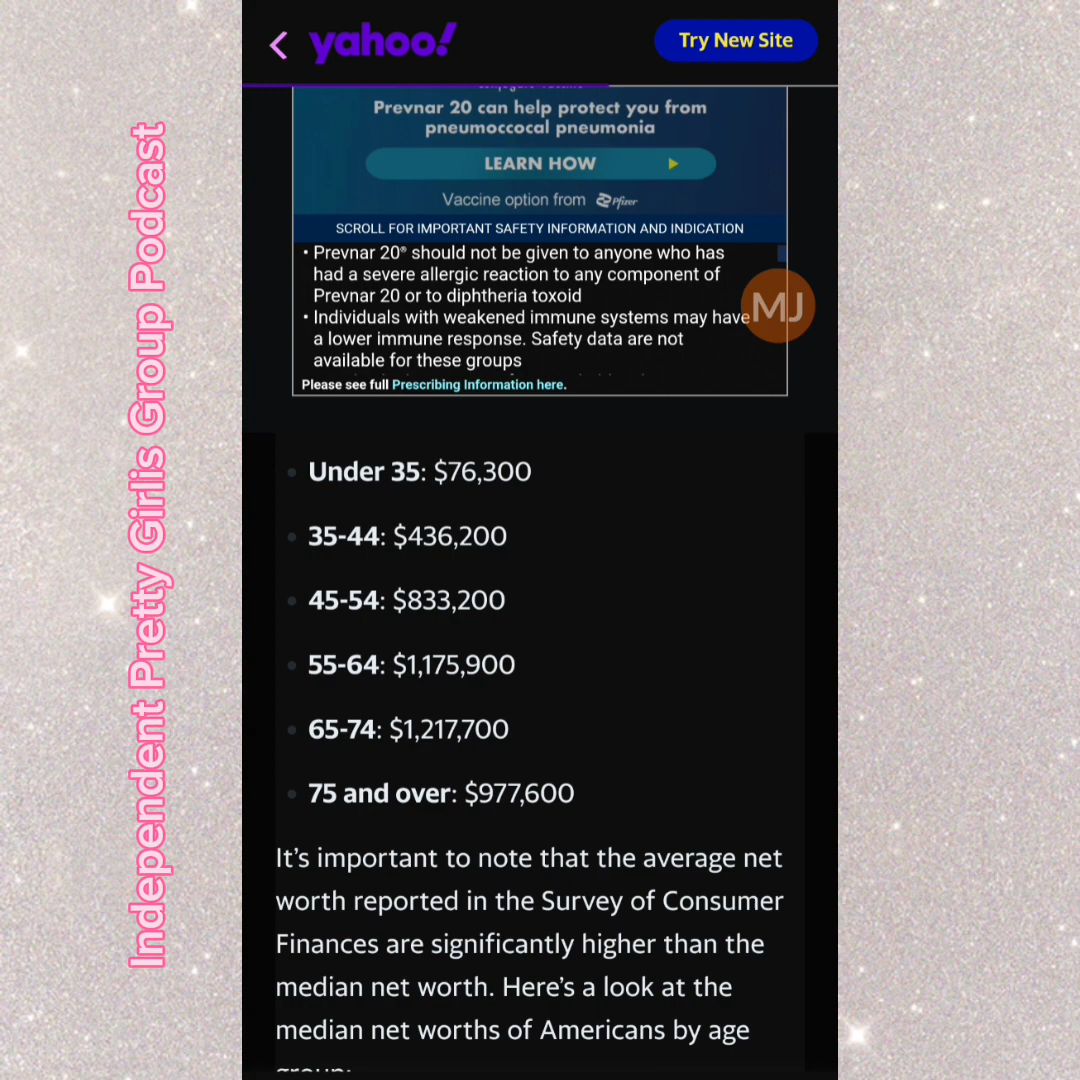 Independent Pretty Girlis Group Podcast
yahoo!
Try New Site
Prevnar 20 can help protect you from
pneumoccocal pneumonia
LEARN HOW
Vaccine option from Pfizer
SCROLL FOR IMPORTANT SAFETY INFORMATION AND INDICATION
• Prevnar 20® should not be given to anyone who has
had a severe allergic reaction to any component of
Prevnar 20 or to diphtheria toxoid
• Individuals with weakened immune systems may have
a lower immune response. Safety data are not
available for these groups
Please see full Prescribing Information here.
MJ
• Under 35: $76,300
• 35-44: $436,200
• 45-54: $833,200
• 55-64: $1,175,900
• 65-74: $1,217,700
• 75 and over: $977,600
It's important to note that the average net
worth reported in the Survey of Consumer
Finances are significantly higher than the
median net worth. Here's a look at the
median net worths of Americans by age